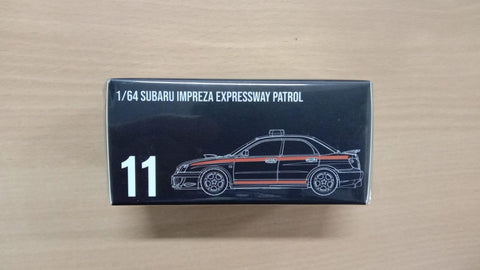 1/64 SUBARU IMPREZA EXPRESSWAY PATROL
11